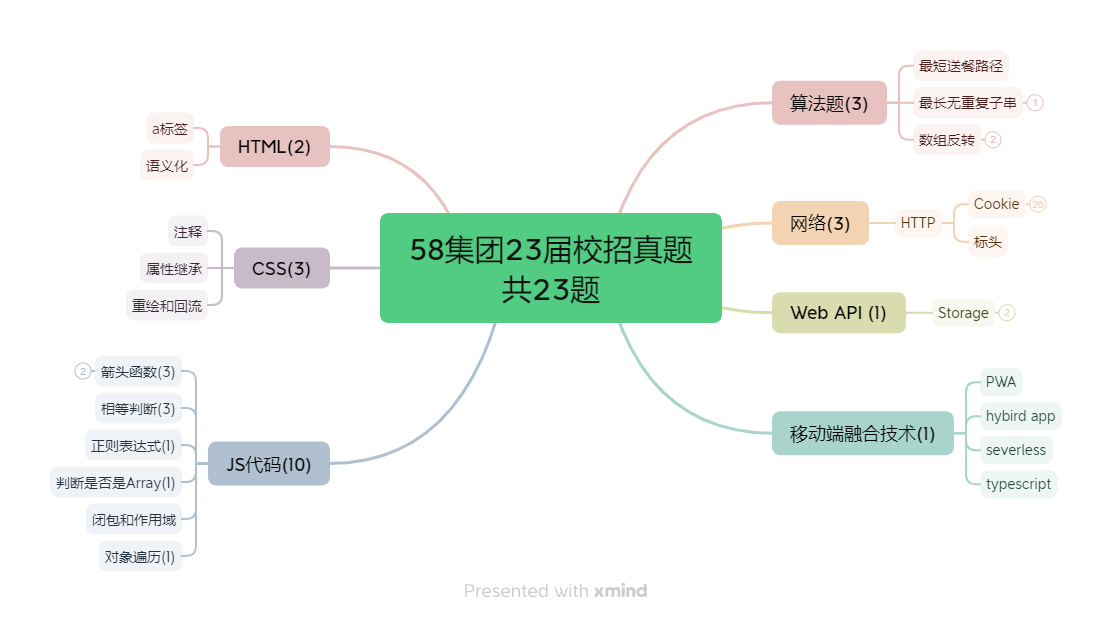 58集团23届校招真题
共23题
算法题(3)
最短送餐路径
最长无重复子串
1
数组反转
2
网络(3)
HTTP
Cookie
26
标头
Web API (1)
Storage
2
移动端融合技术(1)
PWA
hybird app
severless
typescript
HTML(2)
a标签
语义化
CSS(3)
注释
属性继承
重绘和回流
JS代码(10)
箭头函数(3)
2
相等判断(3)
正则表达式(1)
判断是否是Array(1)
闭包和作用域
对象遍历(1)
Presented with xmind